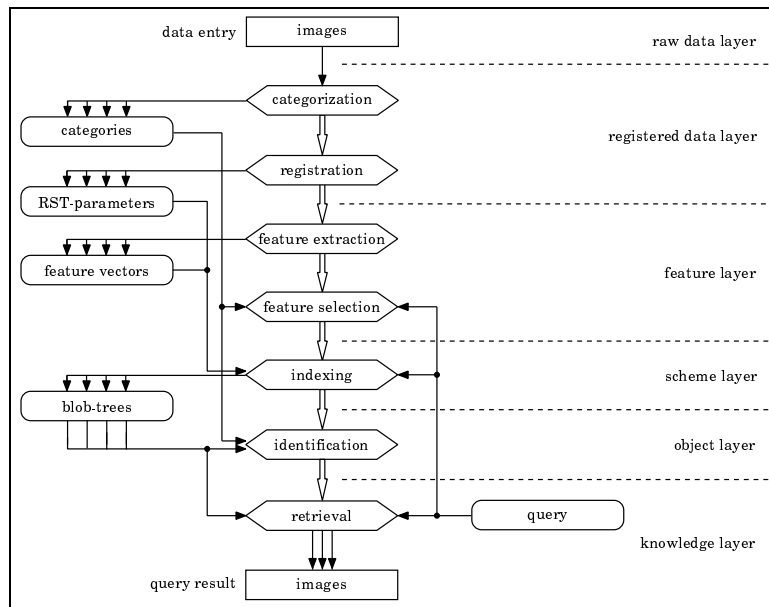 data entry
images
raw data layer
categorization
categories
registered data layer
registration
RST-parameters
feature extraction
feature vectors
feature layer
feature selection
indexing
scheme layer
blob-trees
identification
object layer
retrieval
query
knowledge layer
query result
images